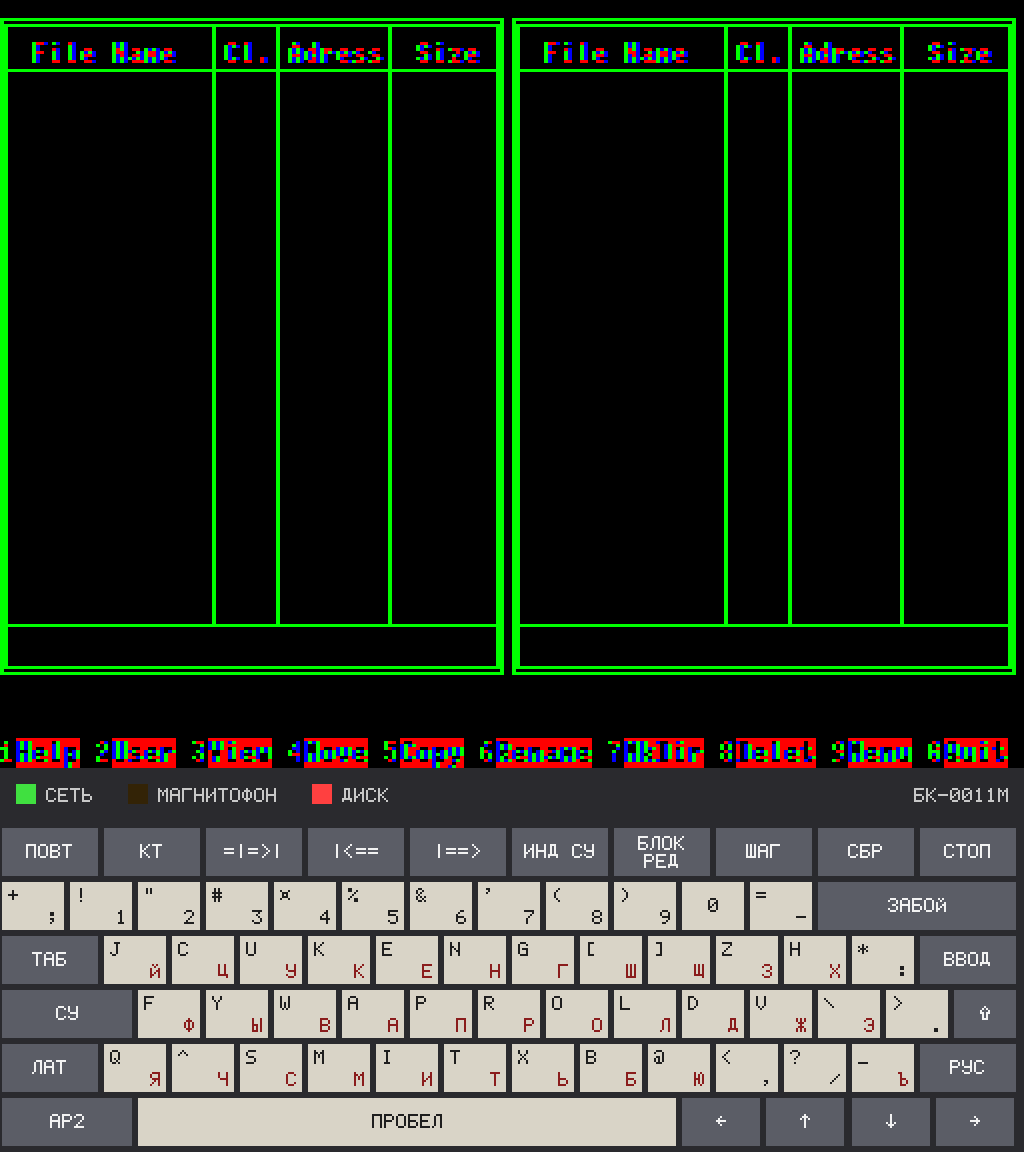 File Name Cl. Adress Size File Name Cl. Adress Size
1Help 2User 3View 4Move 5Copy 6Rename 7MkDir 8Delet 9 Quit
СЕТЬ МАГНИТОФОН ДИСК БК-0011М
ПОВТ КТ =|=>| |<== |==> ИНД СУ БЛОК РЕД ШАГ СБР СТОП
+ ; ! 1 " 2 # 3 ¤ 4 % 5 & 6 ' 7 ( 8 ) 9 0 = - ЗАБОЙ
ТАБ J Й C Ц U У K К E Е N Н G Г [ Ш ] Щ Z З H Х * : ВВОД
СУ F Ф Y Ы W В A А P П R Р O О L Л D Д V Ж \ Э > . ⇧
ЛАТ Q Я ^ Ч S С M М I И T Т X Ь B Б @ Ю < , ? / _ Ъ РУС
АР2 ПРОБЕЛ ← ↑ ↓ →